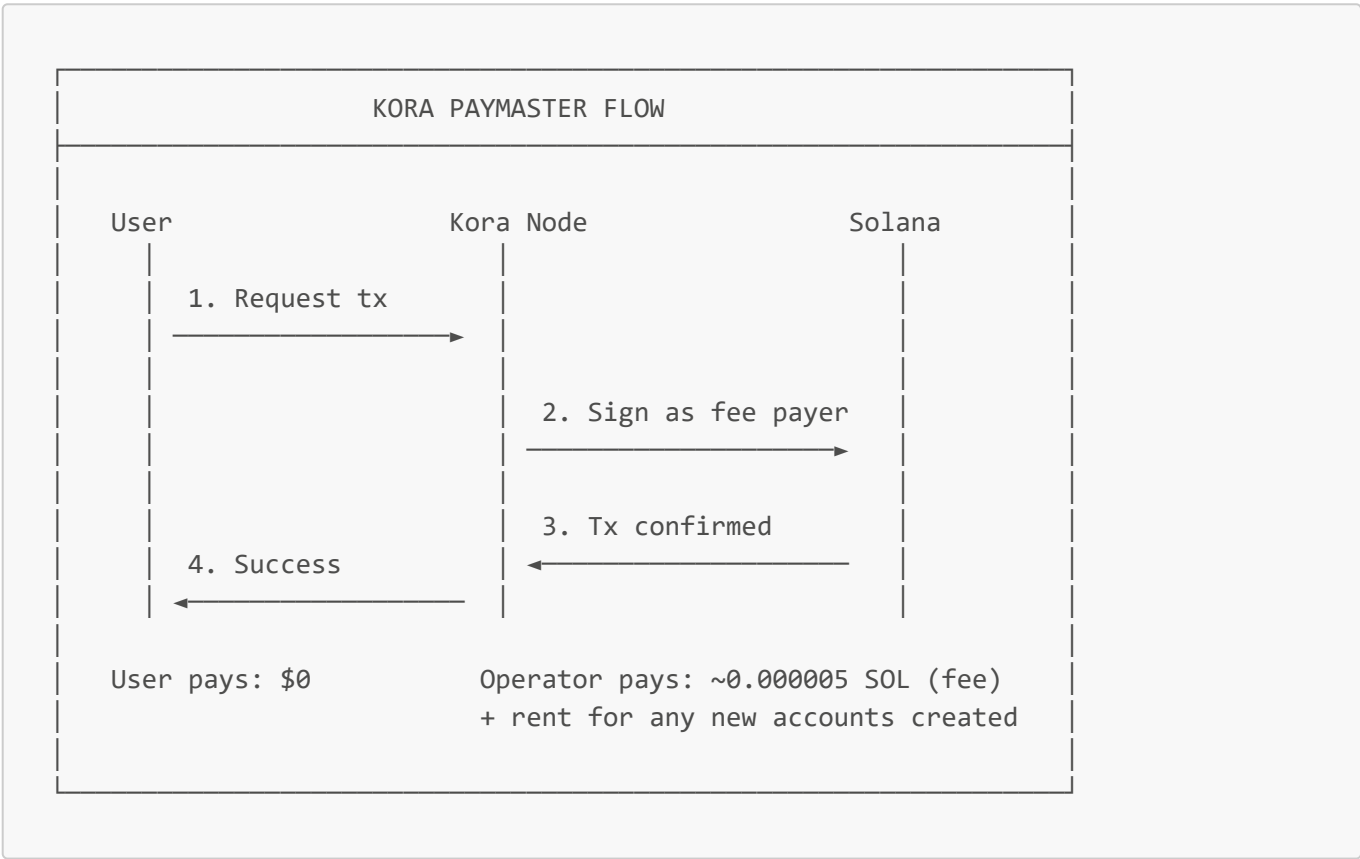 KORA PAYMASTER FLOW
User Kora Node Solana
1. Request tx
2. Sign as fee payer
3. Tx confirmed
4. Success
User pays: $0 Operator pays: ~0.000005 SOL (fee)
+ rent for any new accounts created